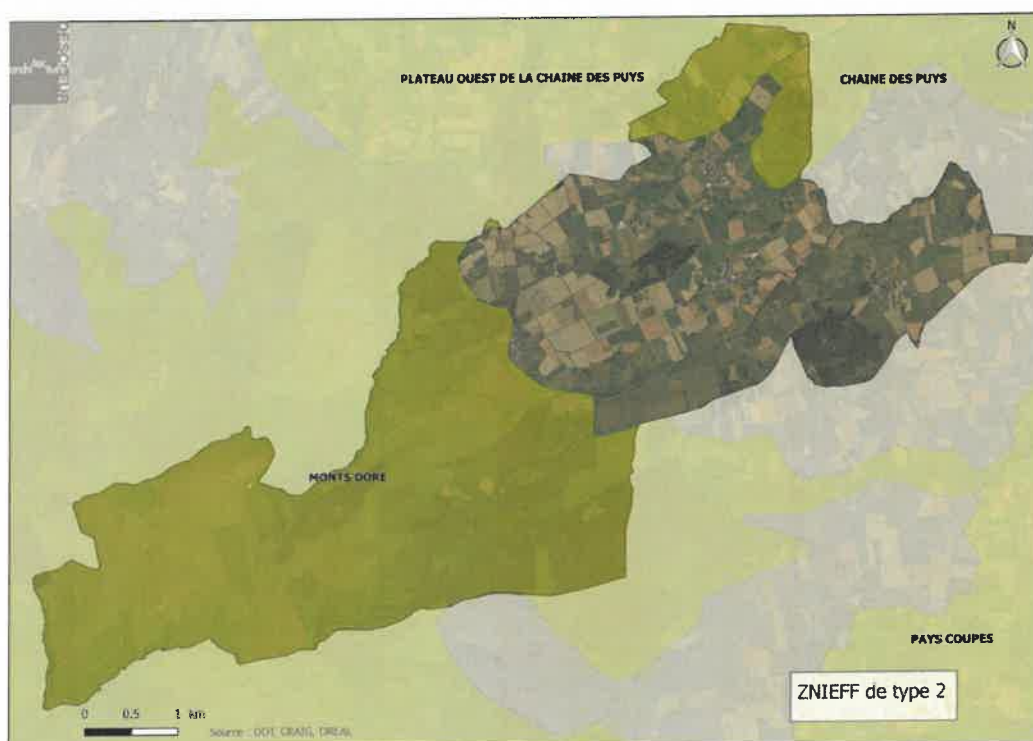 N
PLATEAU OUEST DE LA CHAINE DES PUYS
CHAINE DES PUYS
MONTS DORE
PAYS COUPES
ZNIEFF de type 2
0 0.5 1 km
Source : DDT, CRAIG, DREAL